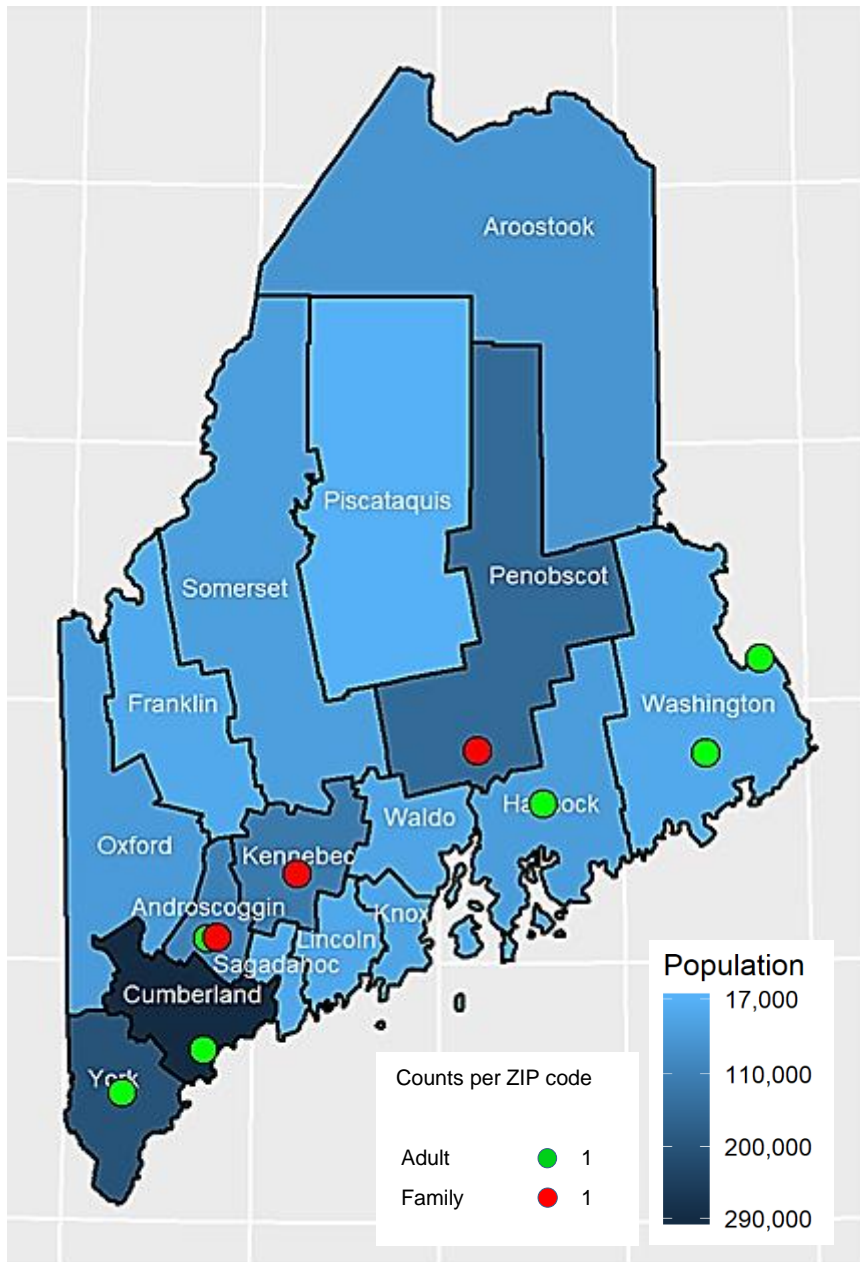 Aroostook
Piscataquis
Penobscot
Somerset
Franklin
Washington
Hancock
Waldo
Oxford
Kennebec
Androscoggin
Knox
Lincoln
Sagadahoc
Cumberland
York
Population
17,000
110,000
200,000
290,000
Counts per ZIP code
Adult 1
Family 1